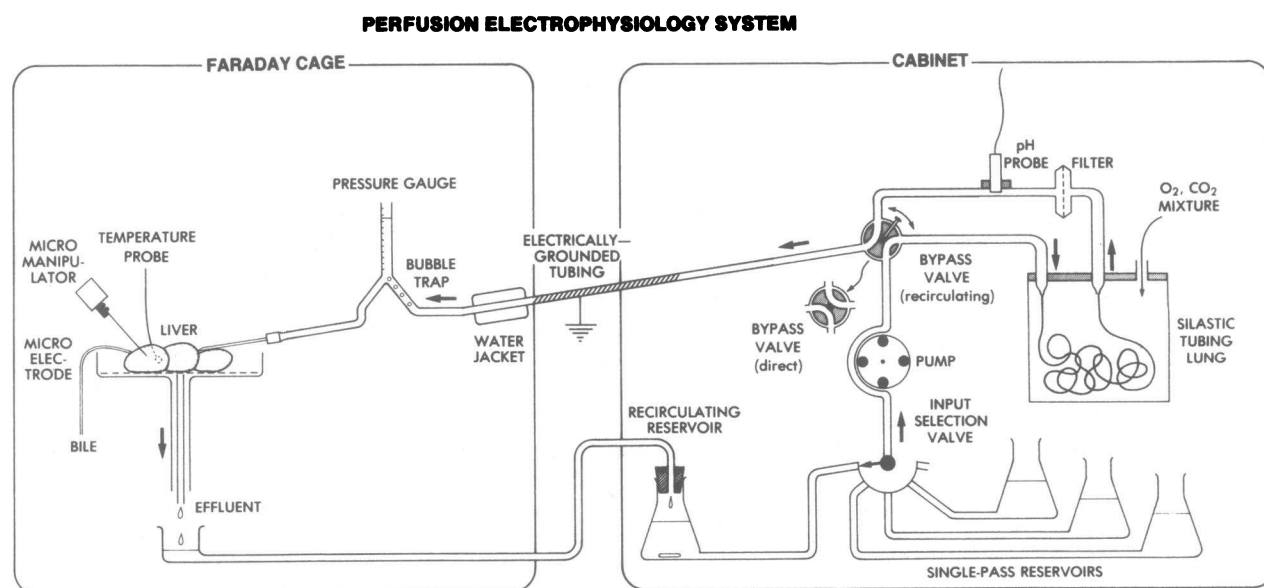 PERFUSION ELECTROPHYSIOLOGY SYSTEM
FARADAY CAGE
CABINET
PRESSURE GAUGE
MICRO
MANIPU-
LATOR
TEMPERATURE
PROBE
LIVER
MICRO
ELEC-
TRODE
BILE
EFFLUENT
BUBBLE
TRAP
WATER
JACKET
ELECTRICALLY—
GROUNDED
TUBING
pH
PROBE
FILTER
O₂, CO₂
MIXTURE
BYPASS
VALVE
(recirculating)
BYPASS
VALVE
(direct)
PUMP
SILASTIC
TUBING
LUNG
INPUT
SELECTION
VALVE
RECIRCULATING
RESERVOIR
SINGLE-PASS RESERVOIRS